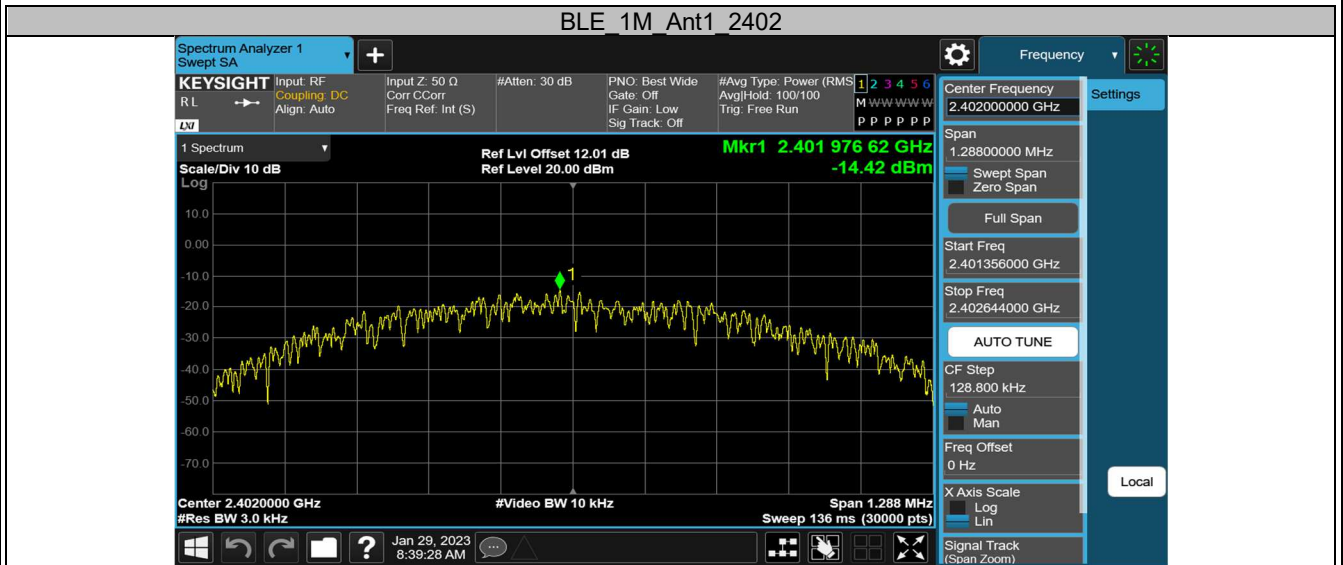 BLE_1M_Ant1_2402
Spectrum Analyzer 1
Swept SA
Frequency
KEYSIGHT
RL
LXI
Input: RF
Coupling: DC
Align: Auto
Input Z: 50 Ω
Corr CCorr
Freq Ref: Int (S)
#Atten: 30 dB
PNO: Best Wide
Gate: Off
IF Gain: Low
Sig Track: Off
#Avg Type: Power (RMS
Avg|Hold: 100/100
Trig: Free Run
1 2 3 4 5 6
M W W W W W
P P P P P P
1 Spectrum
Scale/Div 10 dB
Log
Ref Lvl Offset 12.01 dB
Ref Level 20.00 dBm
Mkr1 2.401 976 62 GHz
-14.42 dBm
10.0
0.00
-10.0
-20.0
-30.0
-40.0
-50.0
-60.0
-70.0
1
Center 2.4020000 GHz
#Res BW 3.0 kHz
#Video BW 10 kHz
Span 1.288 MHz
Sweep 136 ms (30000 pts)
Center Frequency
2.402000000 GHz
Span
1.28800000 MHz
Swept Span
Zero Span
Full Span
Start Freq
2.401356000 GHz
Stop Freq
2.402644000 GHz
AUTO TUNE
CF Step
128.800 kHz
Auto
Man
Freq Offset
0 Hz
X Axis Scale
Log
Lin
Signal Track
(Span Zoom)
Settings
Local
?
Jan 29, 2023
8:39:28 AM